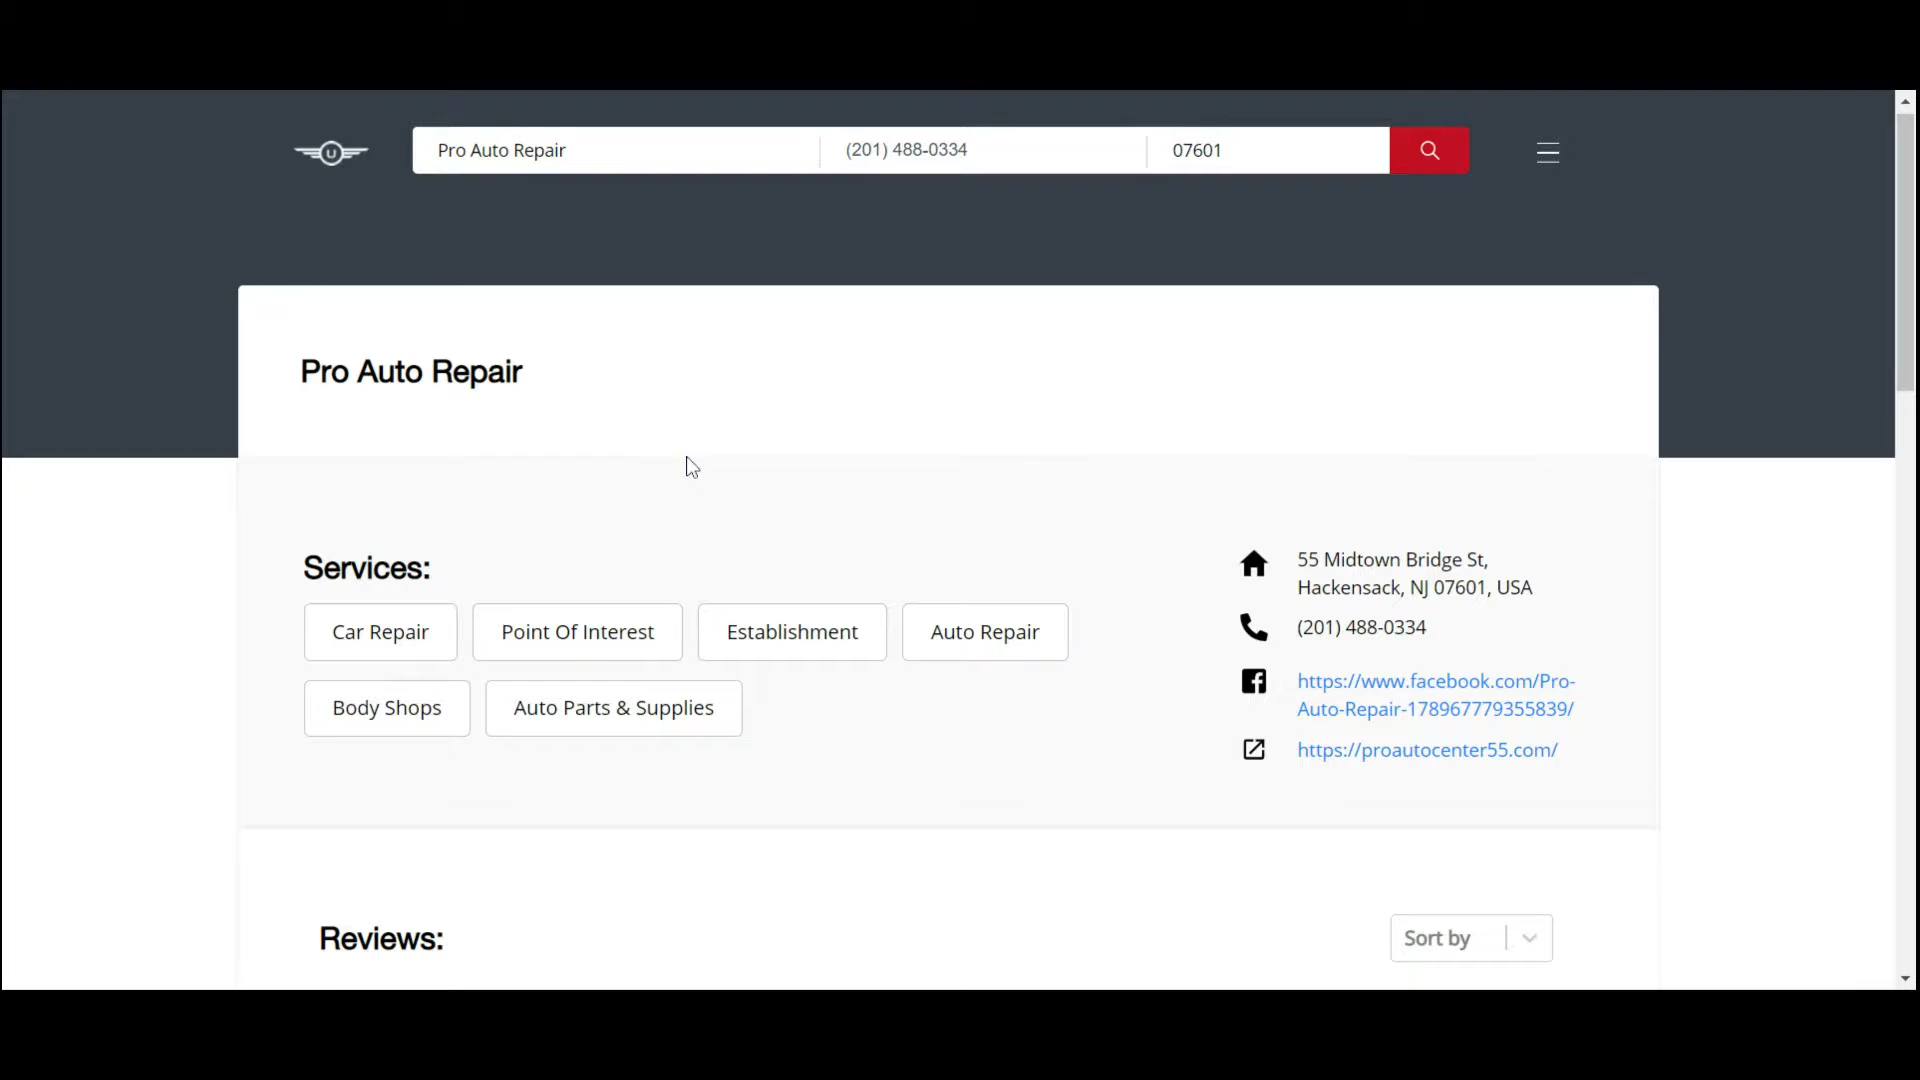 U
Pro Auto Repair (201) 488-0334 07601
Pro Auto Repair
Services:
Car Repair Point Of Interest Establishment Auto Repair
Body Shops Auto Parts & Supplies
55 Midtown Bridge St,
Hackensack, NJ 07601, USA
(201) 488-0334
https://www.facebook.com/Pro-
Auto-Repair-178967779355839/
https://proautocenter55.com/
Reviews:
Sort by